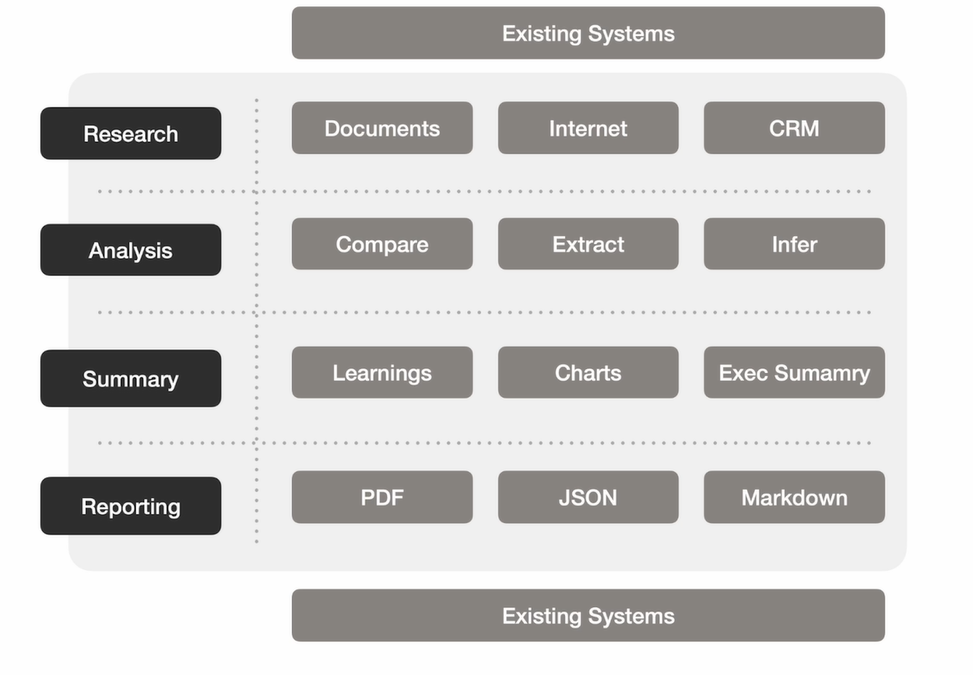 Existing Systems
Research
Documents
Internet
CRM
Analysis
Compare
Extract
Infer
Summary
Learnings
Charts
Exec Sumamry
Reporting
PDF
JSON
Markdown
Existing Systems